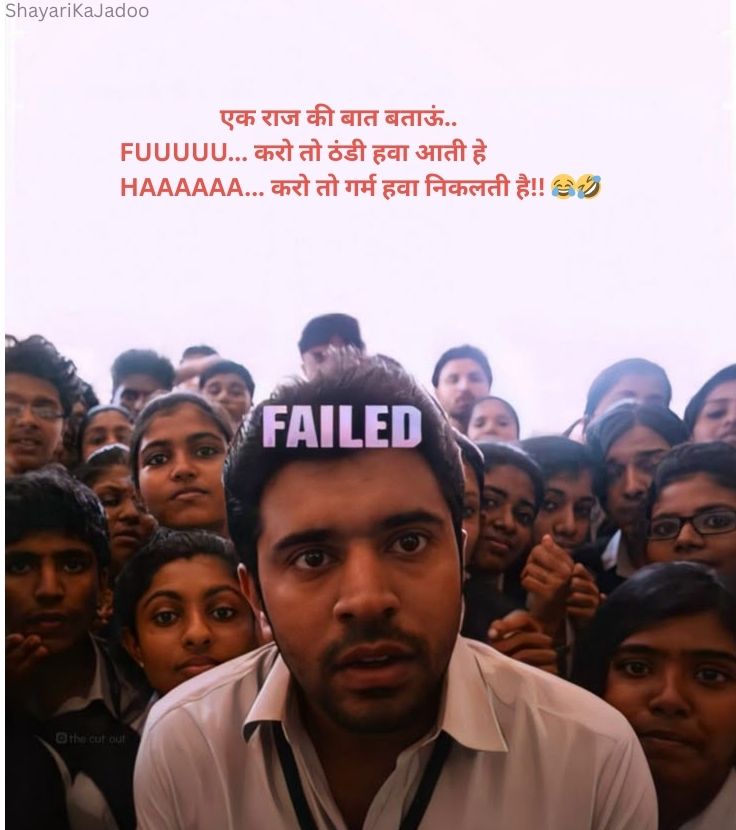 ShayariKaJadoo
एक राज की बात बताऊं..
FUUUUU... करो तो ठंडी हवा आती हे
HAAAAAA... करो तो गर्म हवा निकलती है!! 😂🤣
FAILED
the cut out